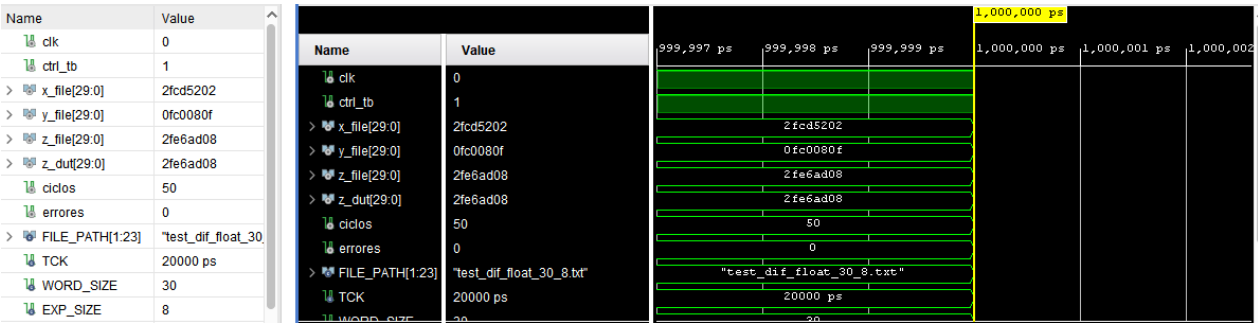 Name Value
clk 0
ctrl_tb 1
x_file[29:0] 2fcd5202
y_file[29:0] 0fc0080f
z_file[29:0] 2fe6ad08
z_dut[29:0] 2fe6ad08
ciclos 50
errores 0
FILE_PATH[1:23] "test_dif_float_30_
TCK 20000 ps
WORD_SIZE 30
EXP_SIZE 8
1,000,000 ps
Name Value 999,997 ps 999,998 ps 999,999 ps 1,000,000 ps 1,000,001 ps 1,000,002
clk 0
ctrl_tb 1
x_file[29:0] 2fcd5202 2fcd5202
y_file[29:0] 0fc0080f 0fc0080f
z_file[29:0] 2fe6ad08 2fe6ad08
z_dut[29:0] 2fe6ad08 2fe6ad08
ciclos 50 50
errores 0 0
FILE_PATH[1:23] "test_dif_float_30_8.txt" "test_dif_float_30_8.txt"
TCK 20000 ps 20000 ps
WORD_SIZE 30 30